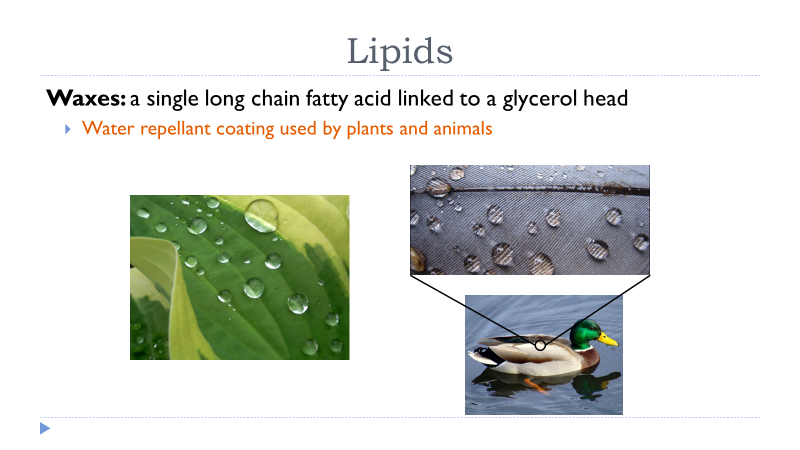 Lipids
Waxes: a single long chain fatty acid linked to a glycerol head
Water repellant coating used by plants and animals